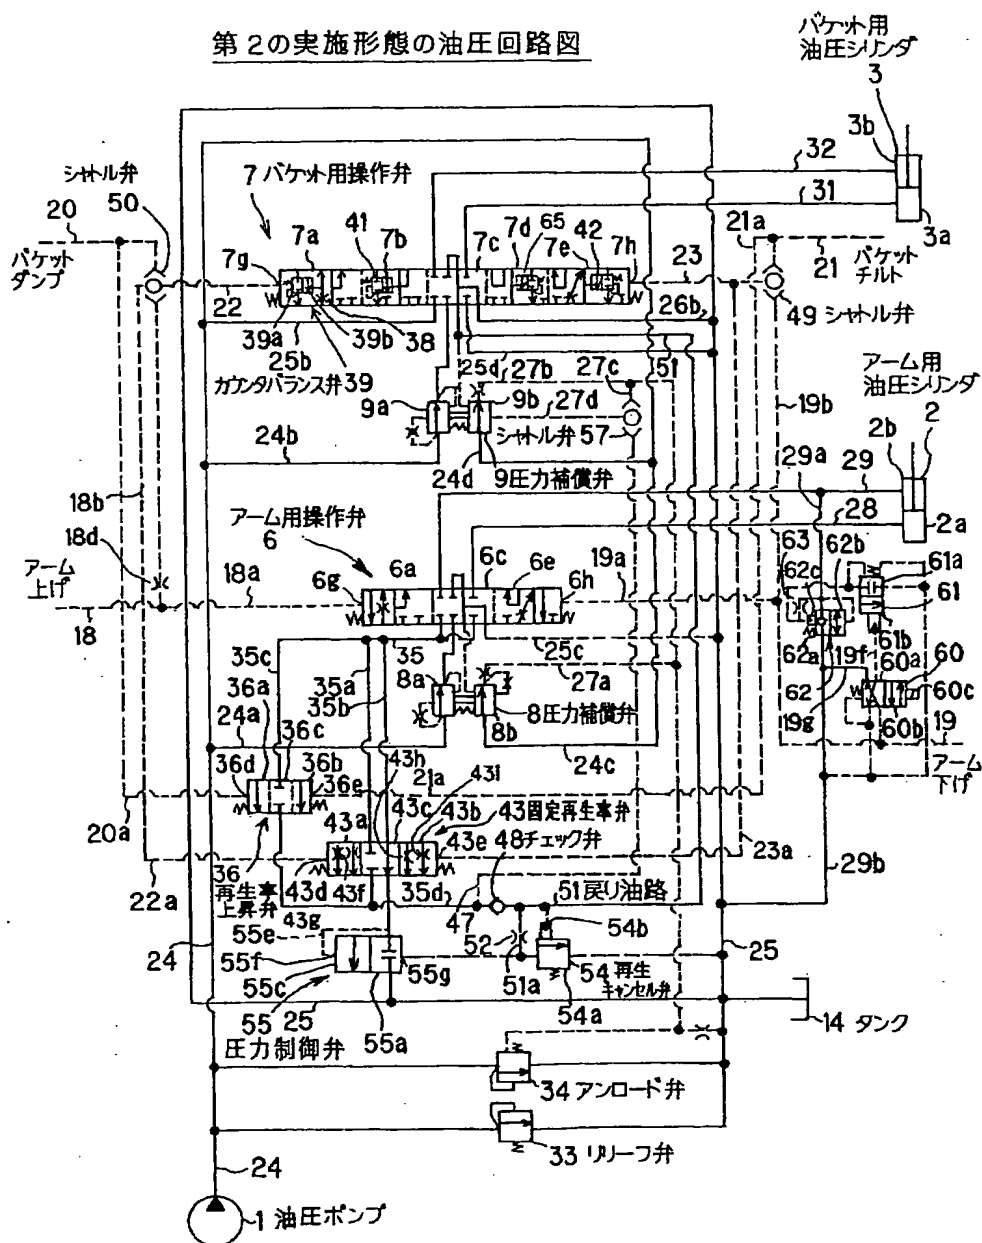 第2の実施形態の油圧回路図
バケット用
油圧シリンダ
3
3b
32
31
3a
シャトル弁
50
20
バケット
ダンプ
7 バケット用操作弁
7g
7a
41
7b
7c
7d
65
7e
42
7h
23
21a
21
バケット
チルト
22
39a
39b
38
25b
26b
49 シャトル弁
カウンタバランス弁 39
25d
27b
27c
51
アーム用
油圧シリンダ
9a
9b
27d
19b
シャトル弁 57
2
2b
24b
24d
9圧力補償弁
29a
29
28
2a
18b
アーム用操作弁
6
18d
アーム
上げ
18
18a
6g
6a
6c
6e
6h
19a
63
62b
62c
61a
61
35c
35
25c
61b
62a
19f
60a
60
36a
35a
8a
27a
62
60c
35b
8圧力補償弁
24a
36c
8b
19g
60b
19
36d
36b
43h
24c
アーム
下げ
36e
21a
43i
20a
43a
43c
43b
43固定再生率弁
36
43e
48チェック弁
23a
29b
22a
再生率
上昇弁
43d
43f
35d
51戻り油路
43g
47
55e
52
54b
25
24
55f
55g
51a
54 再生
キャンセル弁
55c
55
25
55a
54a
14 タンク
圧力制御弁
34アンロード弁
33リリーフ弁
24
1 油圧ポンプ